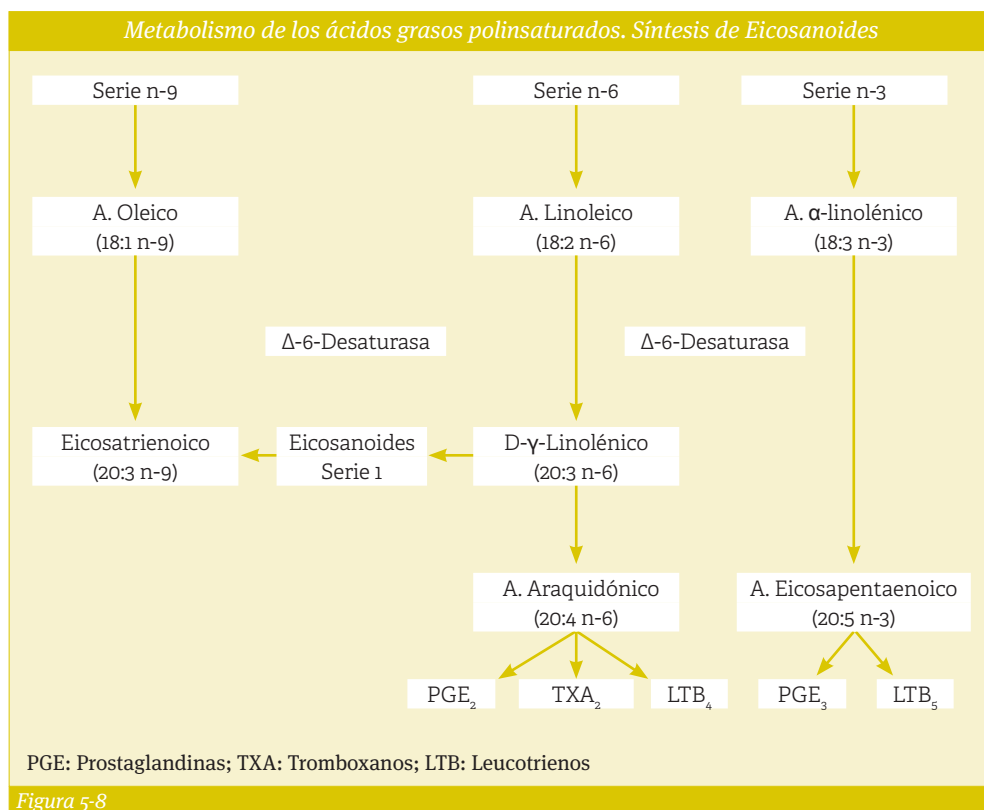 Metabolismo de los ácidos grasos polinsaturados. Síntesis de Eicosanoides
Serie n-9
Serie n-6
Serie n-3
A. Oleico
(18:1 n-9)
A. Linoleico
(18:2 n-6)
A. α-linolénico
(18:3 n-3)
Δ-6-Desaturasa
Δ-6-Desaturasa
Eicosatrienoico
(20:3 n-9)
Eicosanoides
Serie 1
D-γ-Linolénico
(20:3 n-6)
A. Araquidónico
(20:4 n-6)
A. Eicosapentaenoico
(20:5 n-3)
PGE₂
TXA₂
LTB₄
PGE₃
LTB₅
PGE: Prostaglandinas; TXA: Tromboxanos; LTB: Leucotrienos
Figura 5-8